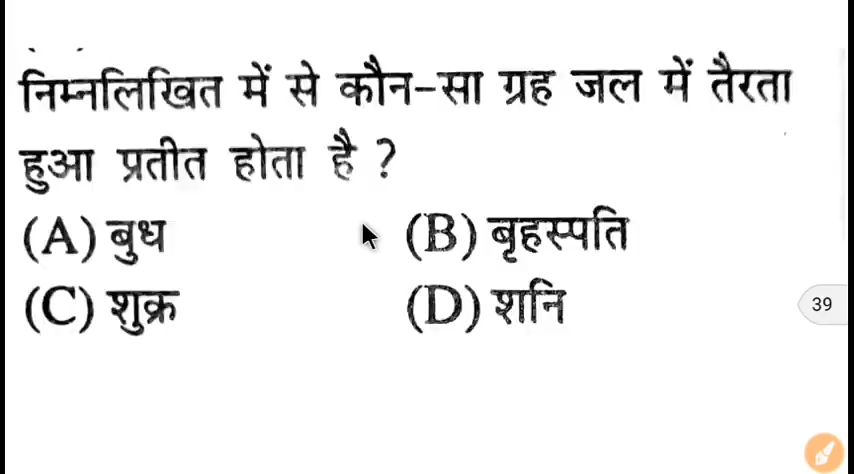 निम्नलिखित में से कौन-सा ग्रह जल में तैरता
हुआ प्रतीत होता है ?
(A) बुध (B) बृहस्पति
(C) शुक्र (D) शनि
39